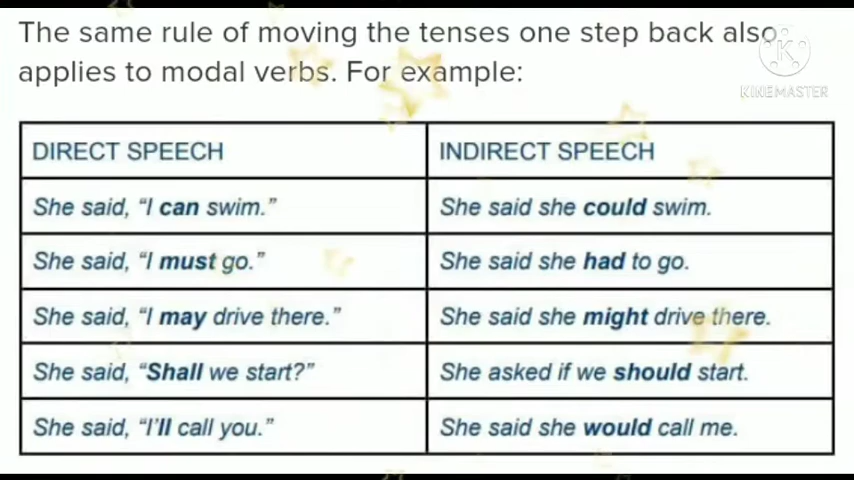 The same rule of moving the tenses one step back also
applies to modal verbs. For example:
KINEMASTER
DIRECT SPEECH
INDIRECT SPEECH
She said, “I can swim.”
She said she could swim.
She said, “I must go.”
She said she had to go.
She said, “I may drive there.”
She said she might drive there.
She said, “Shall we start?”
She asked if we should start.
She said, “I’ll call you.”
She said she would call me.